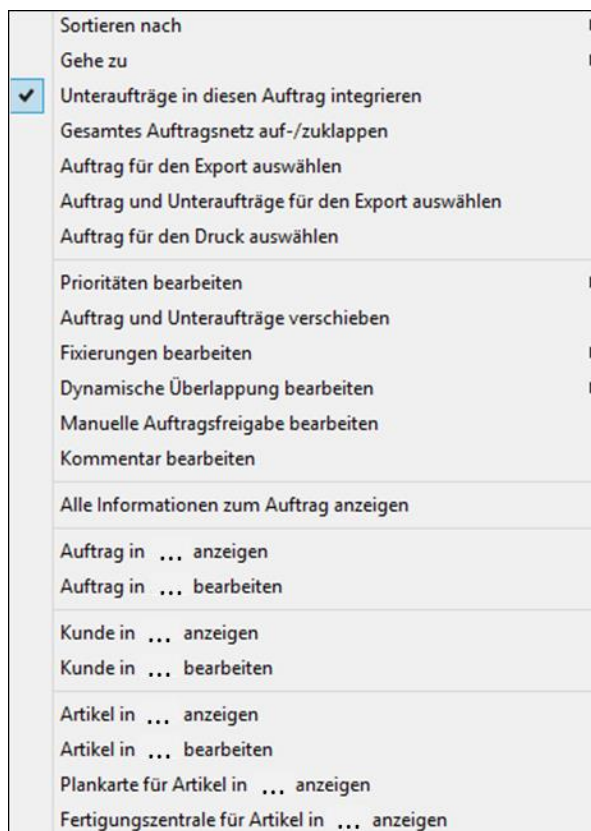 Sortieren nach
Gehe zu
Unteraufträge in diesen Auftrag integrieren
Gesamtes Auftragsnetz auf-/zuklappen
Auftrag für den Export auswählen
Auftrag und Unteraufträge für den Export auswählen
Auftrag für den Druck auswählen
Prioritäten bearbeiten
Auftrag und Unteraufträge verschieben
Fixierungen bearbeiten
Dynamische Überlappung bearbeiten
Manuelle Auftragsfreigabe bearbeiten
Kommentar bearbeiten
Alle Informationen zum Auftrag anzeigen
Auftrag in ... anzeigen
Auftrag in ... bearbeiten
Kunde in ... anzeigen
Kunde in ... bearbeiten
Artikel in ... anzeigen
Artikel in ... bearbeiten
Plankarte für Artikel in ... anzeigen
Fertigungszentrale für Artikel in ... anzeigen